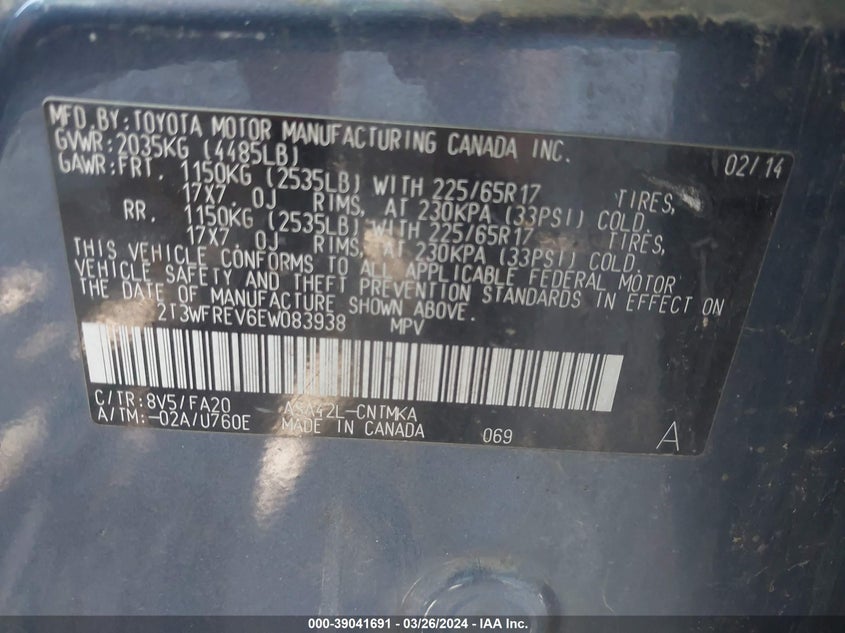 MFD.BY:TOYOTA MOTOR MANUFACTURING CANADA INC.
GVWR:2035KG (4485LB) 02/14
GAWR:FRT. 1150KG (2535LB) WITH 225/65R17 TIRES,
17X7.0J RIMS, AT 230KPA (33PSI) COLD.
RR. 1150KG (2535LB) WITH 225/65R17 TIRES,
17X7.0J RIMS, AT 230KPA (33PSI) COLD.
THIS VEHICLE CONFORMS TO ALL APPLICABLE FEDERAL MOTOR
VEHICLE SAFETY AND THEFT PREVENTION STANDARDS IN EFFECT ON
THE DATE OF MANUFACTURE SHOWN ABOVE.
2T3WFREV6EW083938 MPV
C/TR:8V5/FA20 ASA42L-CNTMKA
A/TM:-02A/U760E MADE IN CANADA 069 A
000-39041691 - 03/26/2024 - IAA Inc.